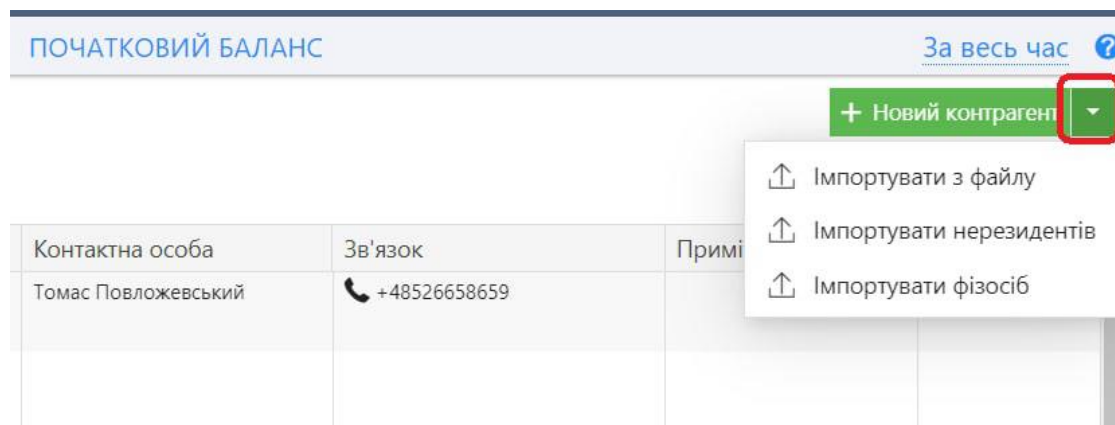 ПОЧАТКОВИЙ БАЛАНС За весь час ?
+ Новий контрагент
Імпортувати з файлу
Імпортувати нерезидентів
Імпортувати фізосіб
Контактна особа Зв'язок
Томас Повложевський +48526658659